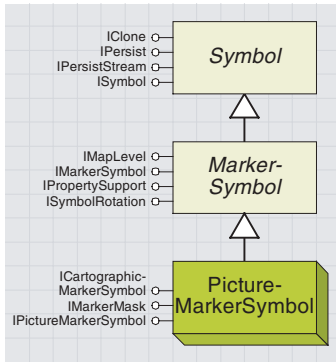 IClone
IPersist
IPersistStream
ISymbol
Symbol
IMapLevel
IMarkerSymbol
IPropertySupport
ISymbolRotation
Marker-
Symbol
ICartographic-
MarkerSymbol
IMarkerMask
IPictureMarkerSymbol
Picture-
MarkerSymbol